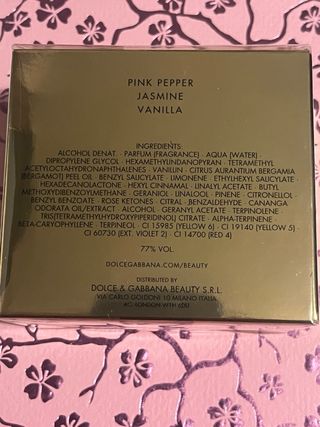 PINK PEPPER
JASMINE
VANILLA
INGREDIENTS:
ALCOHOL DENAT. · PARFUM (FRAGRANCE) · AQUA (WATER) ·
DIPROPYLENE GLYCOL · HEXAMETHYLINDANOPYRAN · TETRAMETHYL
ACETYLOCTAHYDRONAPHTHALENES · VANILLIN · CITRUS AURANTIUM BERGAMIA
(BERGAMOT) PEEL OIL · BENZYL SALICYLATE · LIMONENE · ETHYLHEXYL SALICYLATE ·
HEXADECANOLACTONE · HEXYL CINNAMAL · LINALYL ACETATE · BUTYL
METHOXYDIBENZOYLMETHANE · GERANIOL · LINALOOL · PINENE · CITRONELLOL ·
BENZYL BENZOATE · ROSE KETONES · CITRAL · BENZALDEHYDE · CANANGA
ODORATA OIL/EXTRACT · ALCOHOL · GERANYL ACETATE · TERPINOLENE ·
TRIS(TETRAMETHYLHYDROXYPIPERIDINOL) CITRATE · ALPHA-TERPINENE ·
BETA-CARYOPHYLLENE · TERPINEOL · CI 15985 (YELLOW 6) · CI 19140 (YELLOW 5) ·
CI 60730 (EXT. VIOLET 2) · CI 14700 (RED 4)
77% VOL.
DOLCEGABBANA.COM/BEAUTY
DISTRIBUTED BY
DOLCE & GABBANA BEAUTY S.R.L.
VIA CARLO GOLDONI 10 MILANO ITALIA
LONDON W1H 6DU